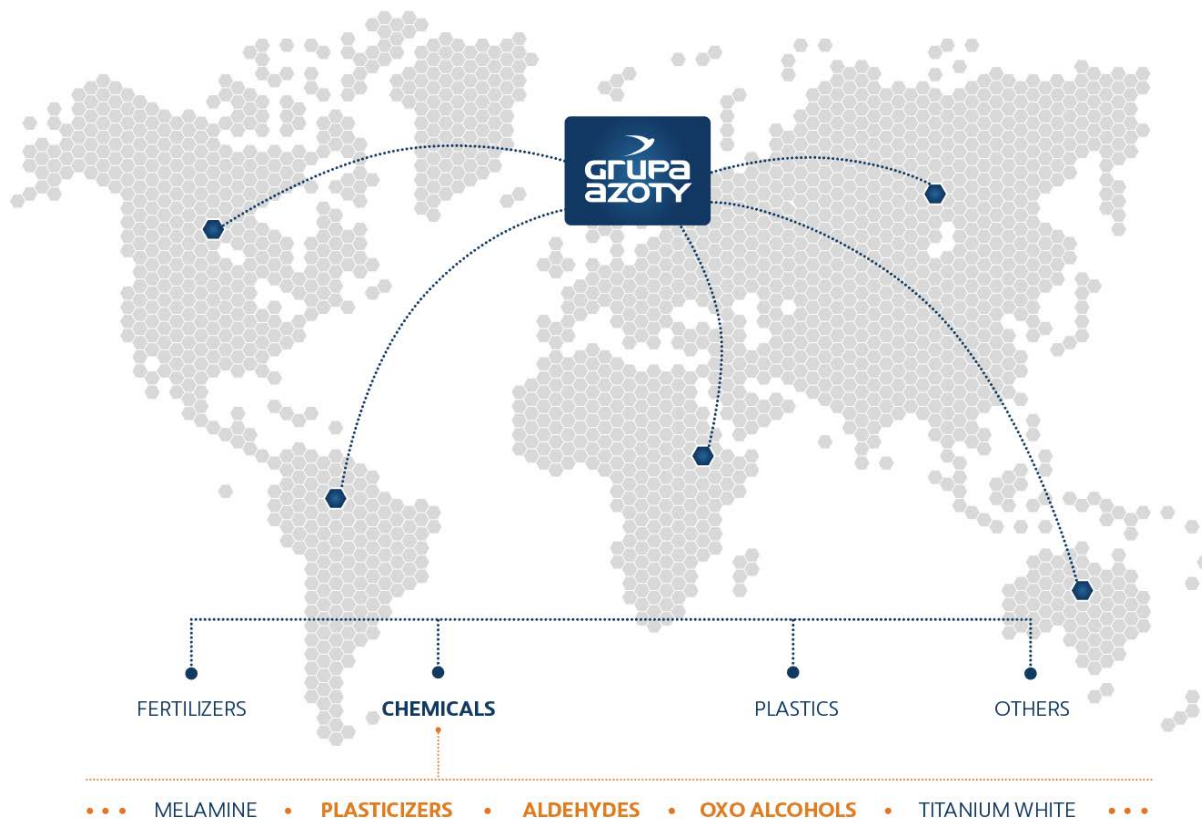 GRUPA
AZOTY
FERTILIZERS CHEMICALS PLASTICS OTHERS
••• MELAMINE • PLASTICIZERS • ALDEHYDES • OXO ALCOHOLS • TITANIUM WHITE •••